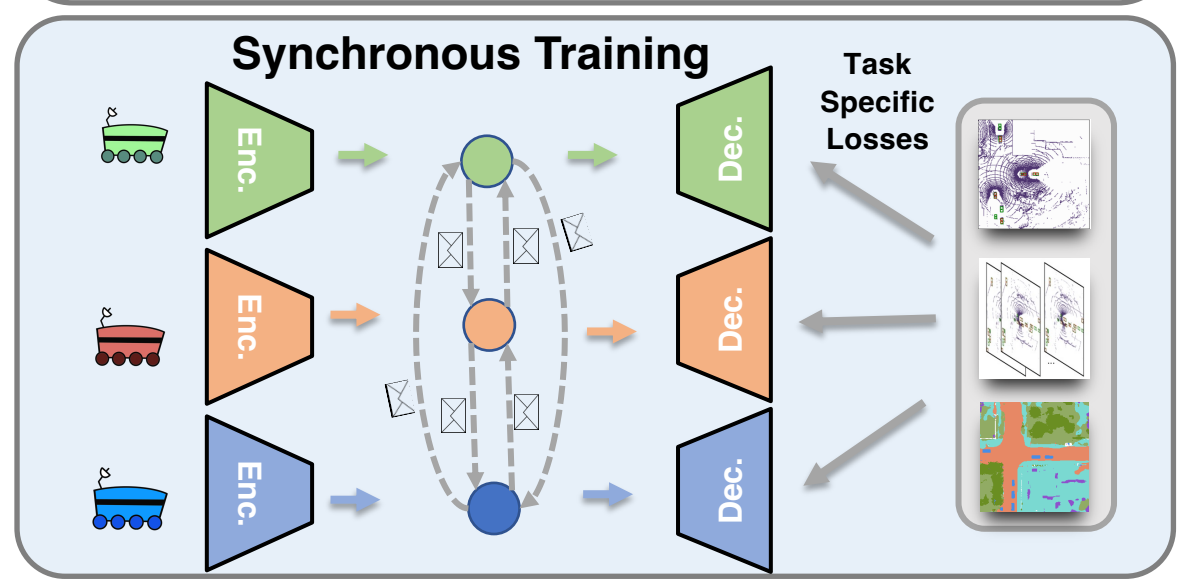 Synchronous Training
Task
Specific
Losses
Enc.
Dec.
Enc.
Dec.
Enc.
Dec.
...